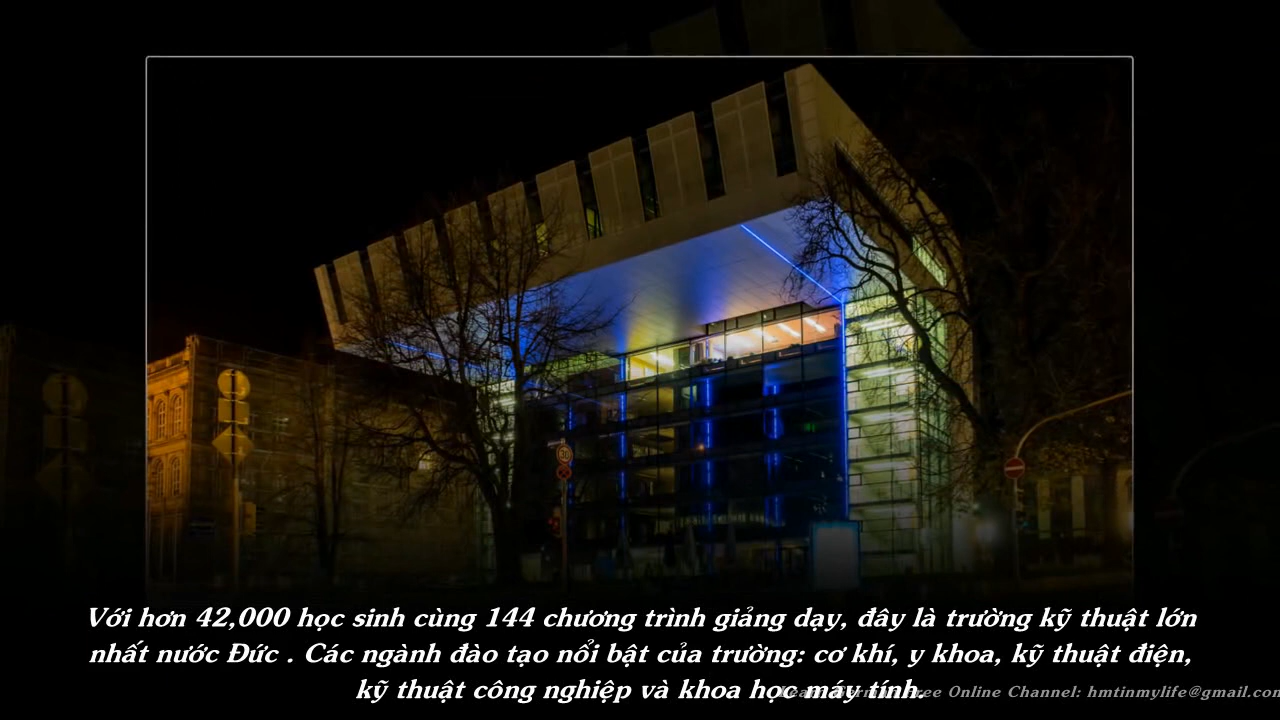 Với hơn 42,000 học sinh cùng 144 chương trình giảng dạy, đây là trường kỹ thuật lớn
nhất nước Đức . Các ngành đào tạo nổi bật của trường: cơ khí, y khoa, kỹ thuật điện,
kỹ thuật công nghiệp và khoa học máy tính.
Free Online Channel: hmtinmylife@gmail.com